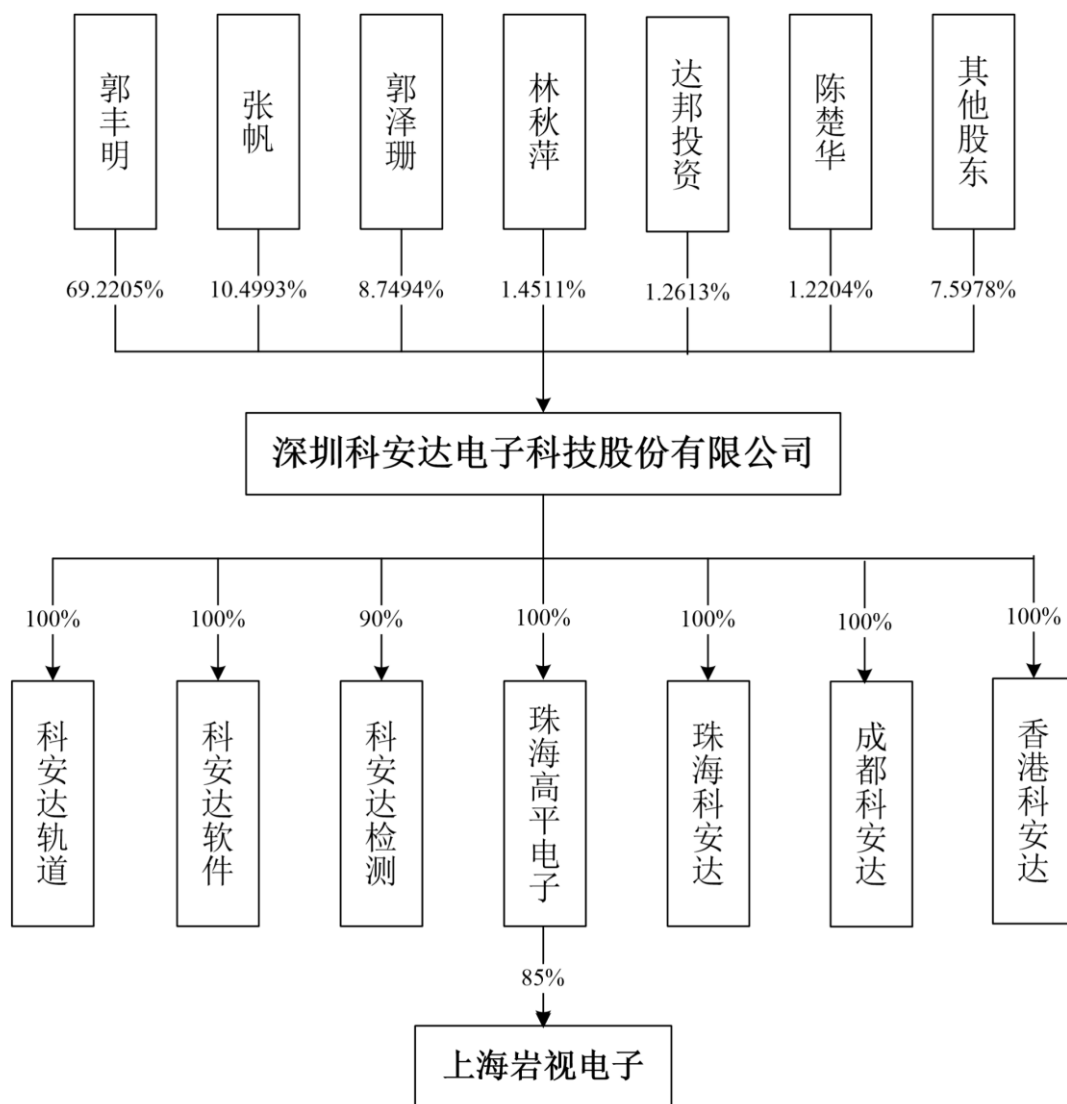 郭丰明
张帆
郭泽珊
林秋萍
达邦投资
陈楚华
其他股东
69.2205%
10.4993%
8.7494%
1.4511%
1.2613%
1.2204%
7.5978%
深圳科安达电子科技股份有限公司
100%
100%
90%
100%
100%
100%
100%
科安达轨道
科安达软件
科安达检测
珠海高平电子
珠海科安达
成都科安达
香港科安达
85%
上海岩视电子